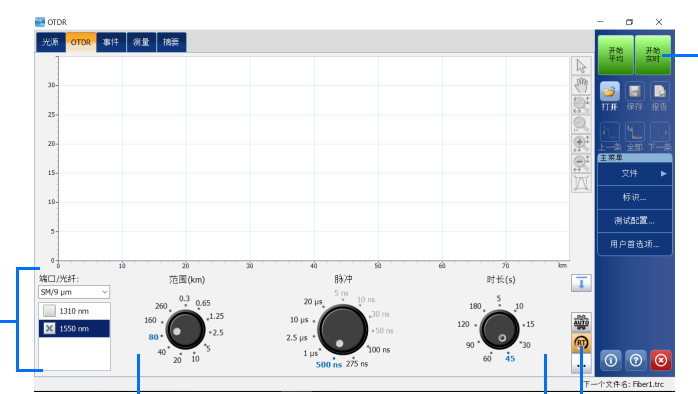 OTDR
光源 OTDR 事件 测量 摘要
开始平均 开始实时
打开 保存 报告
上一条 全部 下一条
主菜单
文件
标识...
测试配置...
用户首选项...
30
25
20
15
10
5
0
0 10 20 30 40 50 60 70 km
端口/光纤:
SM/9 µm
1310 nm
1550 nm
范围(km)
0.3 0.65 1.25 2.5 5 10 20 40 80 160 260
脉冲
5 ns 10 ns 30 ns 50 ns 100 ns 275 ns 500 ns 1 µs 2.5 µs 10 µs 20 µs
时长(s)
5 10 15 30 45 60 90 120 180
AUTO
RT
...
下一个文件名: Fiber1.trc